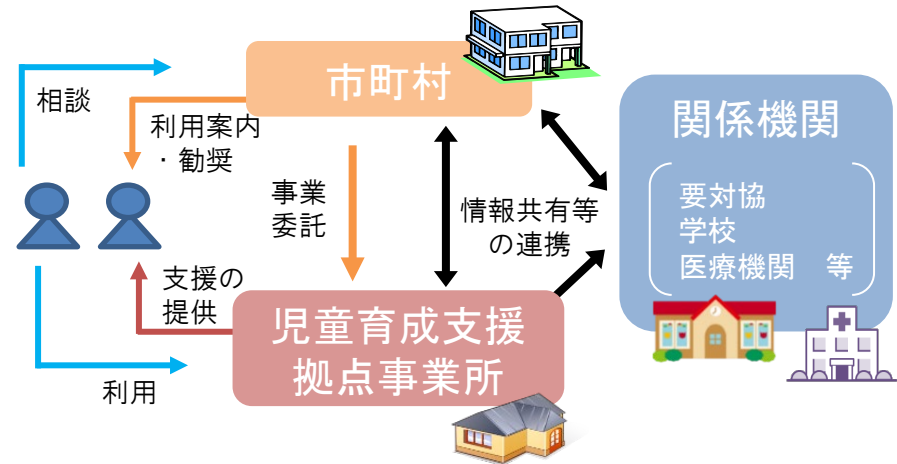 市町村
相談
利用案内
・勧奨
関係機関
要対協
学校
医療機関 等
事業
委託
情報共有等
の連携
支援の
提供
児童育成支援
拠点事業所
利用